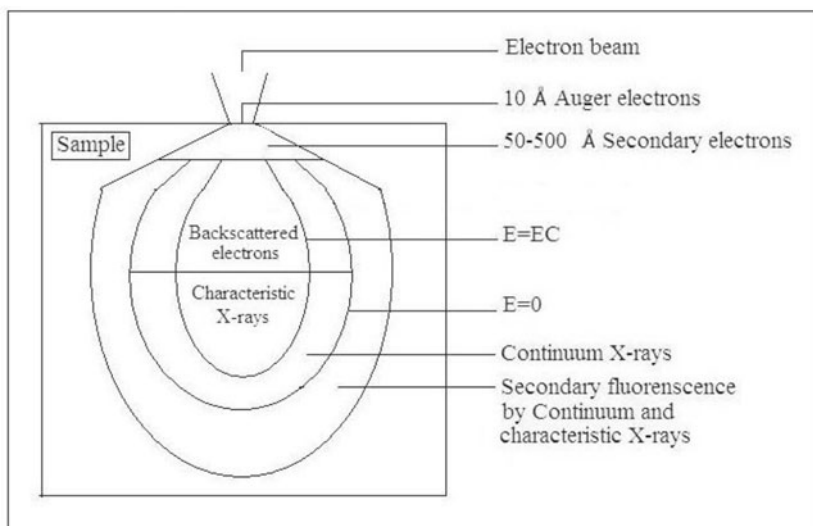 Electron beam
10 Å Auger electrons
Sample
50-500 Å Secondary electrons
Backscattered
electrons
E=EC
Characteristic
X-rays
E=0
Continuum X-rays
Secondary fluorenscence
by Continuum and
characteristic X-rays